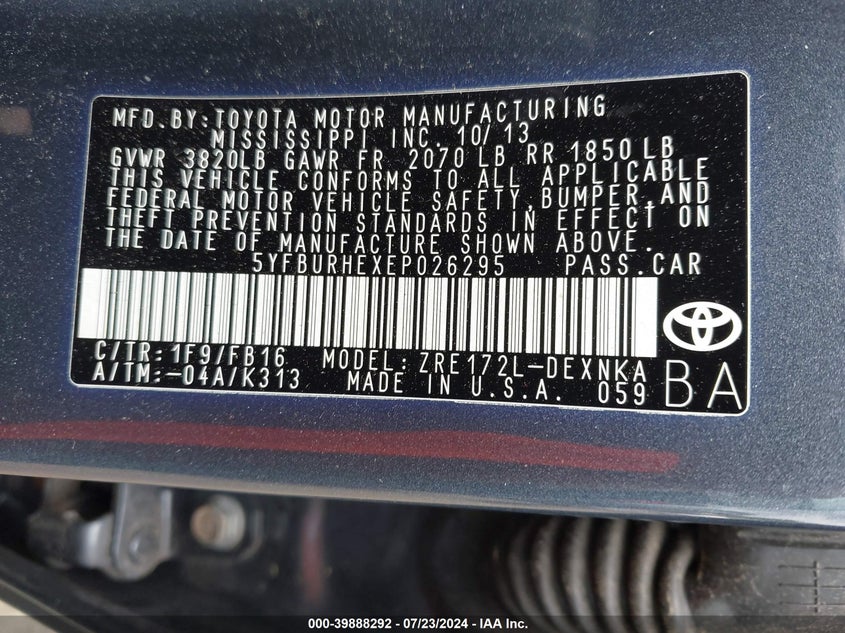 MFD.BY:TOYOTA MOTOR MANUFACTURING
MISSISSIPPI INC. 10/13
GVWR 3820LB GAWR FR 2070 LB RR 1850 LB
THIS VEHICLE CONFORMS TO ALL APPLICABLE
FEDERAL MOTOR VEHICLE SAFETY,BUMPER,AND
THEFT PREVENTION STANDARDS IN EFFECT ON
THE DATE OF MANUFACTURE SHOWN ABOVE.
5YFBURHEXEP026295 PASS.CAR
C/TR:1F9/FB16 MODEL:ZRE172L-DEXNKA
A/TM:-04A/K313 MADE IN U.S.A. 059
BA
000-39888292 - 07/23/2024 - IAA Inc.